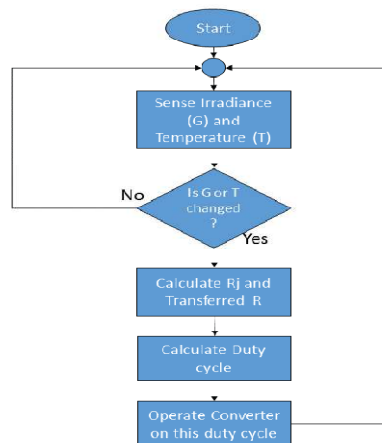 Start
Sense Irradiance
(G) and
Temperature (T)
Is G or T
changed
?
No
Yes
Calculate Rj and
Transferred R
Calculate Duty
cycle
Operate Converter
on this duty cycle